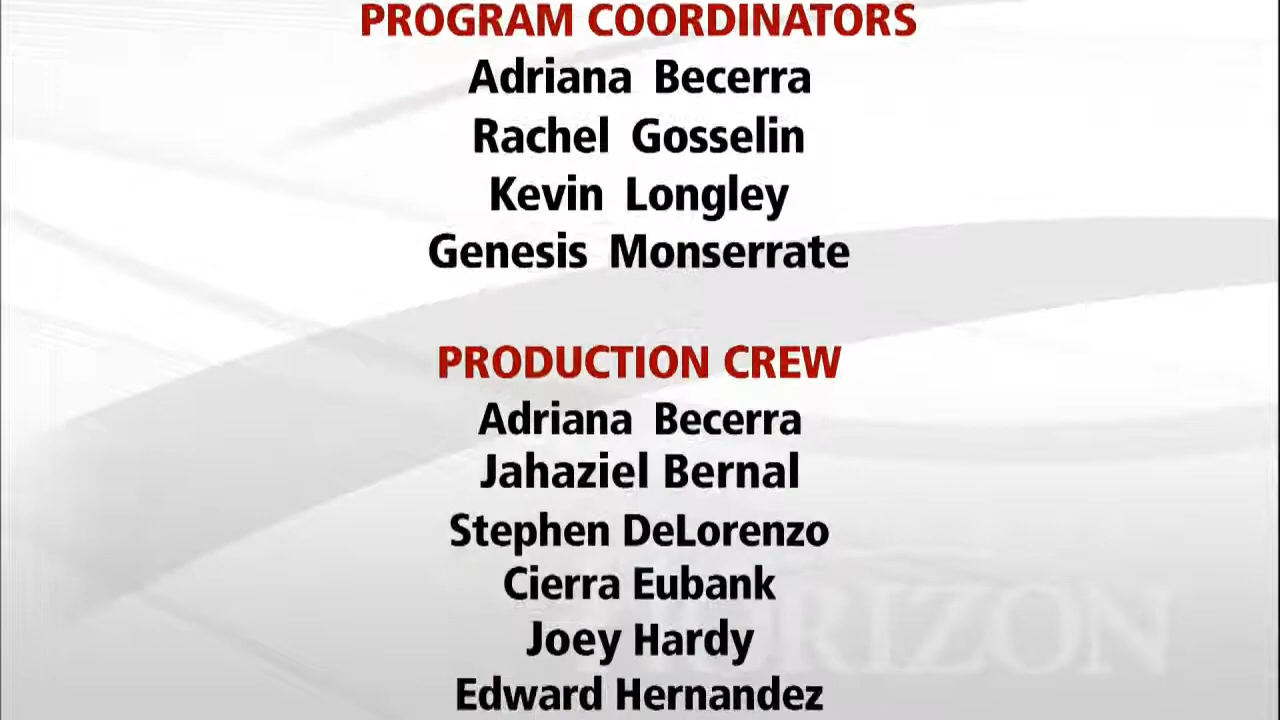 PROGRAM COORDINATORS
Adriana Becerra
Rachel Gosselin
Kevin Longley
Genesis Monserrate
PRODUCTION CREW
Adriana Becerra
Jahaziel Bernal
Stephen DeLorenzo
Cierra Eubank
Joey Hardy
Edward Hernandez
HORIZON